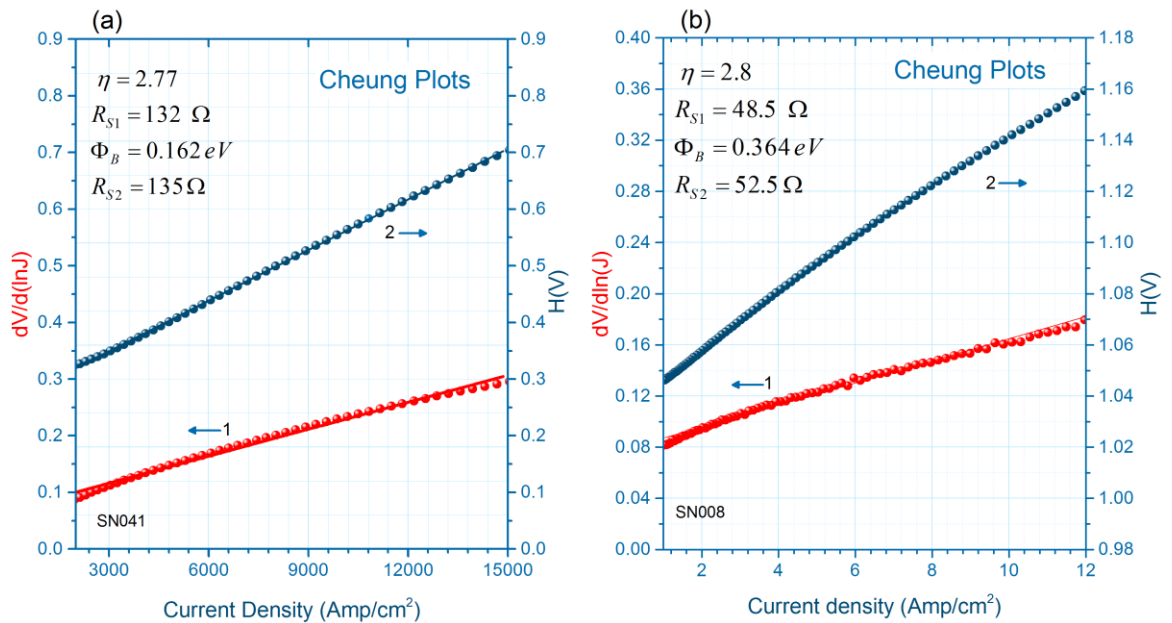 (a)
0.9
0.8
0.7
0.6
0.5
0.4
0.3
0.2
0.1
0.0
dV/d(lnJ)
η = 2.77
R_S1 = 132 Ω
Φ_B = 0.162 eV
R_S2 = 135 Ω
Cheung Plots
2
1
SN041
0.9
0.8
0.7
0.6
0.5
0.4
0.3
0.2
0.1
0.0
H(V)
3000 6000 9000 12000 15000
Current Density (Amp/cm²)
(b)
0.40
0.36
0.32
0.28
0.24
0.20
0.16
0.12
0.08
0.04
0.00
dV/dln(J)
η = 2.8
R_S1 = 48.5 Ω
Φ_B = 0.364 eV
R_S2 = 52.5 Ω
Cheung Plots
2
1
SN008
1.18
1.16
1.14
1.12
1.10
1.08
1.06
1.04
1.02
1.00
0.98
H(V)
2 4 6 8 10 12
Current density (Amp/cm²)